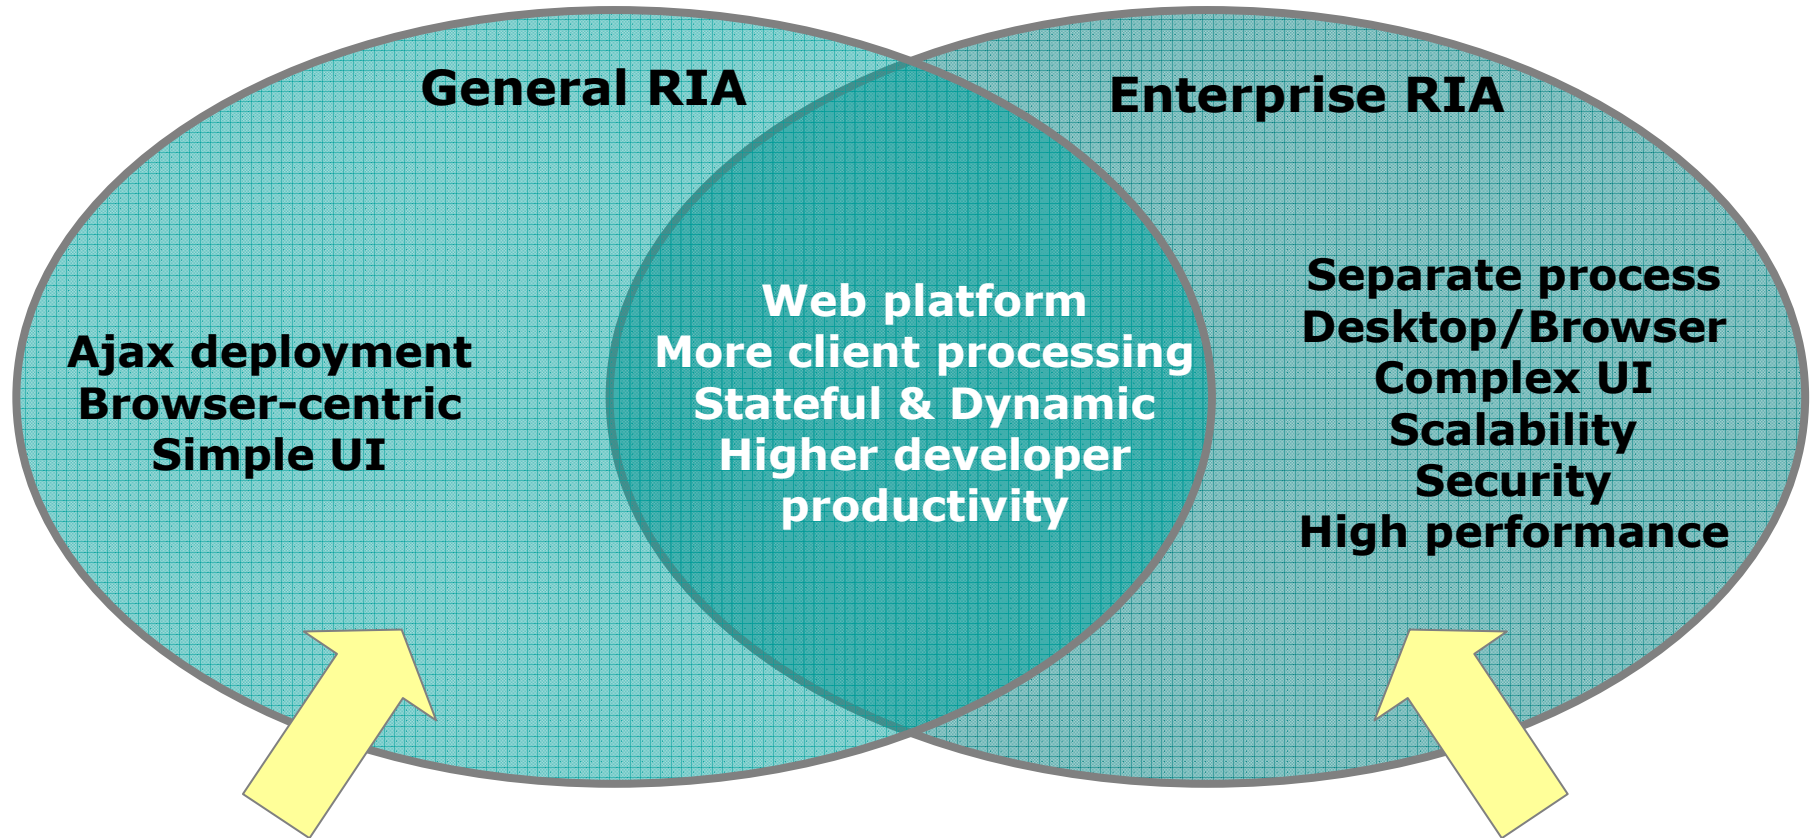 General RIA
Enterprise RIA
Ajax deployment
Browser-centric
Simple UI
Web platform
More client processing
Stateful & Dynamic
Higher developer
productivity
Separate process
Desktop/Browser
Complex UI
Scalability
Security
High performance